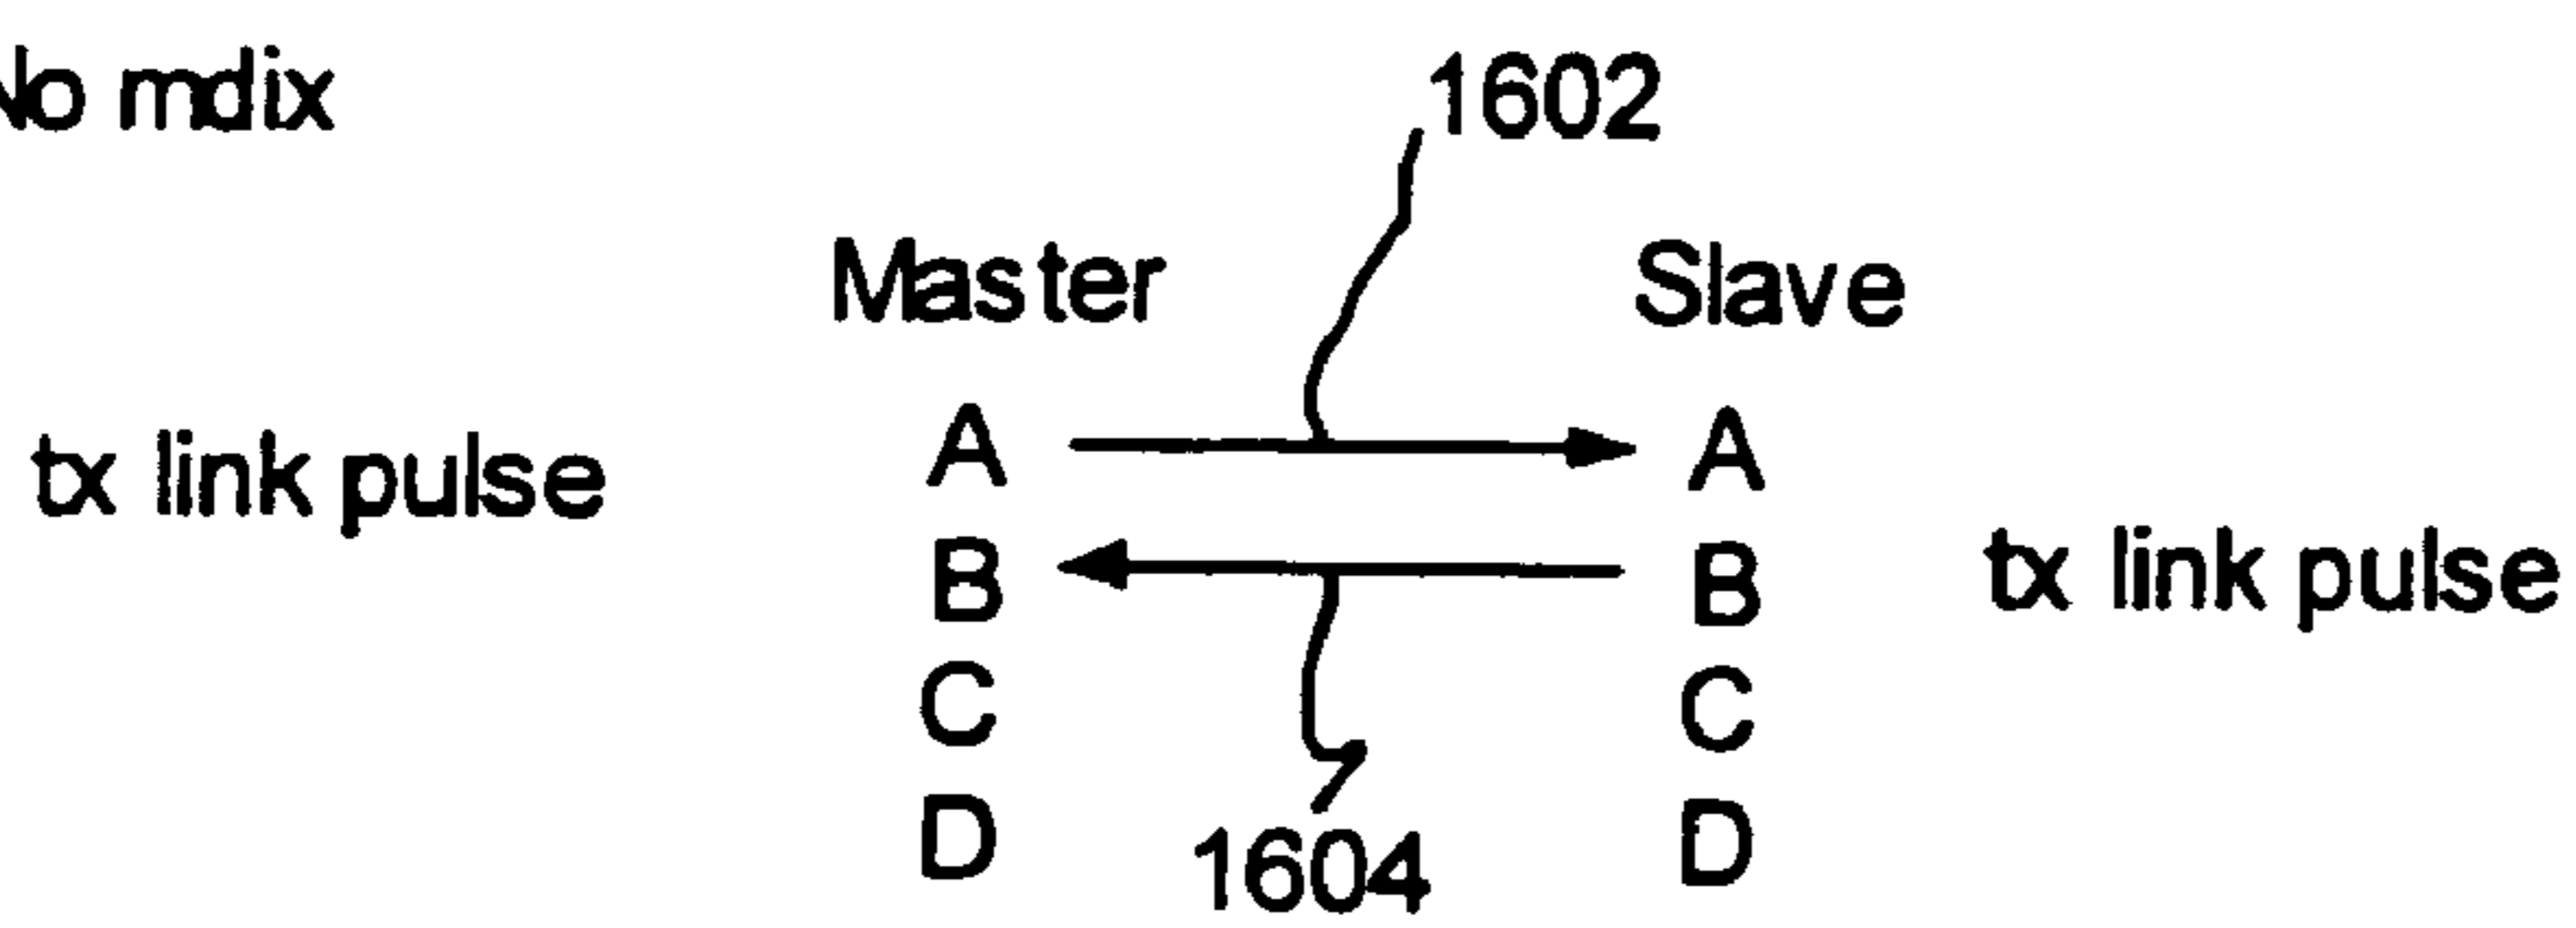 No mdix
1602
Master Slave
A A
tx link pulse
B B
tx link pulse
C C
D D
1604